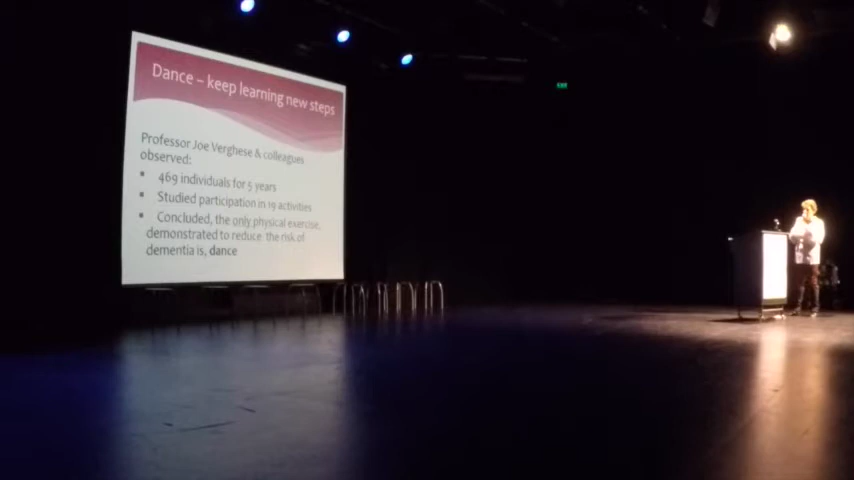 Dance – keep learning new steps
Professor Joe Verghese & colleagues
observed:
▪ 469 individuals for 5 years
▪ Studied participation in 19 activities
▪ Concluded, the only physical exercise,
demonstrated to reduce the risk of
dementia is, dance
EXIT